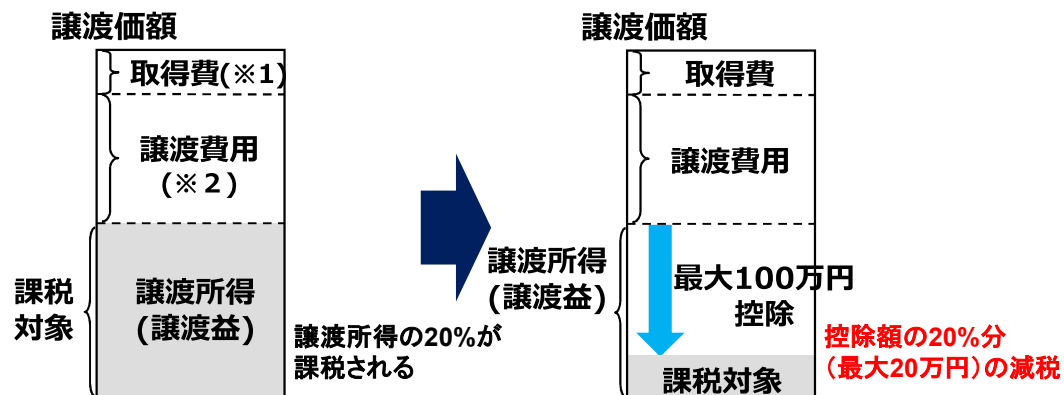 譲渡価額
取得費(※1)
譲渡費用
(※２)
課税
対象
譲渡所得
(譲渡益)
譲渡所得の20%が
課税される
譲渡価額
取得費
譲渡費用
譲渡所得
(譲渡益)
最大100万円
控除
課税対象
控除額の20%分
（最大20万円）の減税